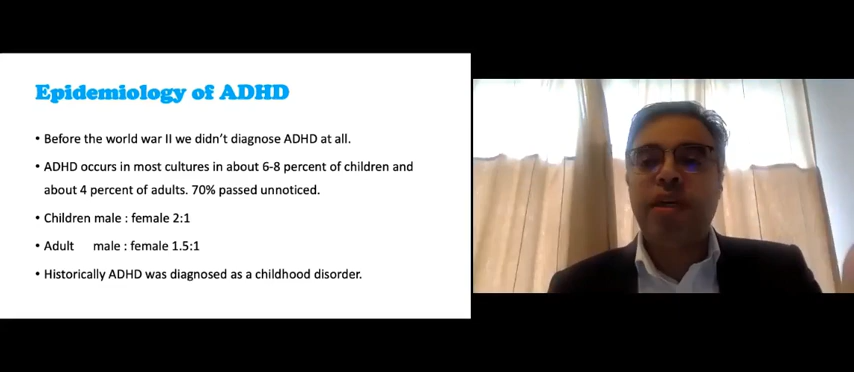 Epidemiology of ADHD
• Before the world war II we didn't diagnose ADHD at all.
• ADHD occurs in most cultures in about 6-8 percent of children and
about 4 percent of adults. 70% passed unnoticed.
• Children male : female 2:1
• Adult male : female 1.5:1
• Historically ADHD was diagnosed as a childhood disorder.